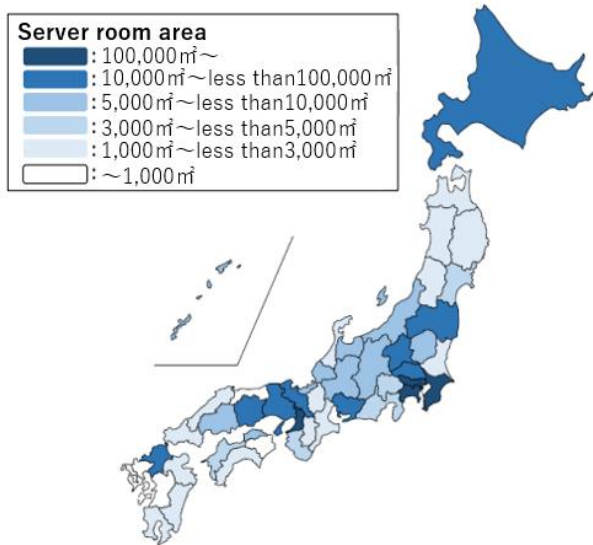 Server room area
: 100,000㎡～
: 10,000㎡～less than100,000㎡
: 5,000㎡～less than10,000㎡
: 3,000㎡～less than5,000㎡
: 1,000㎡～less than3,000㎡
: ～1,000㎡